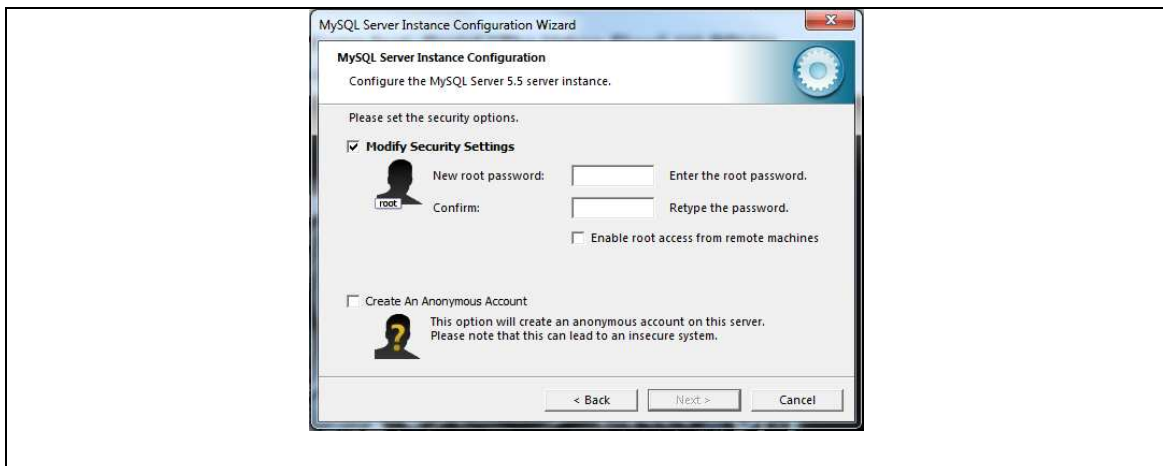 MySQL Server Instance Configuration Wizard
MySQL Server Instance Configuration
Configure the MySQL Server 5.5 server instance.
Please set the security options.
Modify Security Settings
root
New root password:
Enter the root password.
Confirm:
Retype the password.
Enable root access from remote machines
Create An Anonymous Account
This option will create an anonymous account on this server.
Please note that this can lead to an insecure system.
< Back
Next >
Cancel